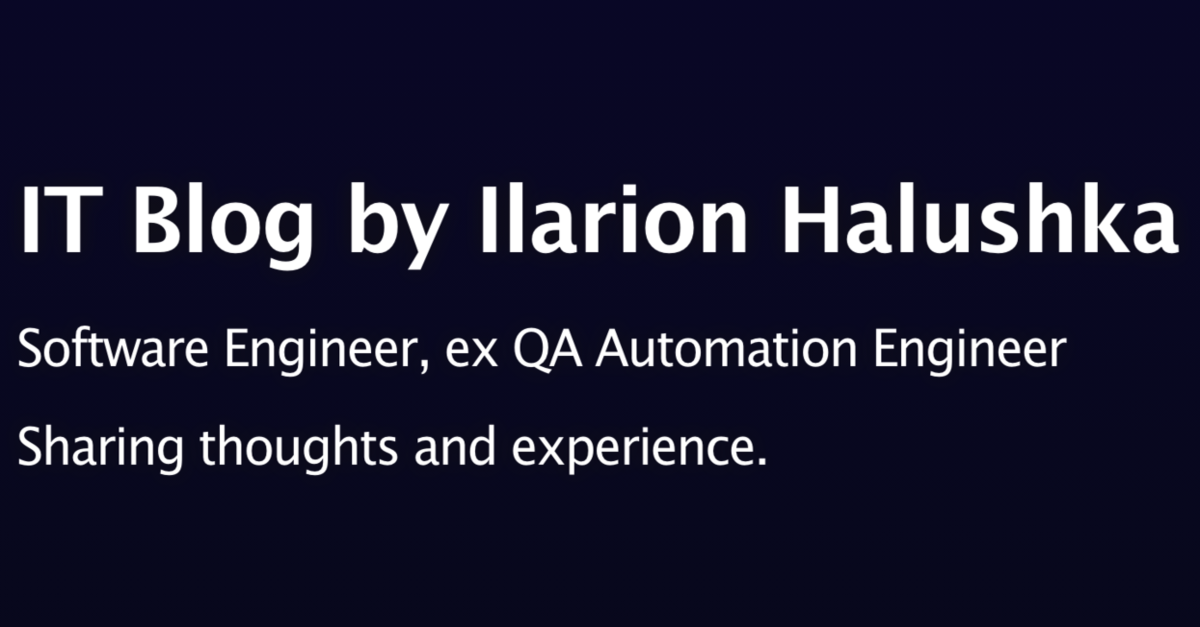 IT Blog by Ilarion Halushka
Software Engineer, ex QA Automation Engineer
Sharing thoughts and experience.